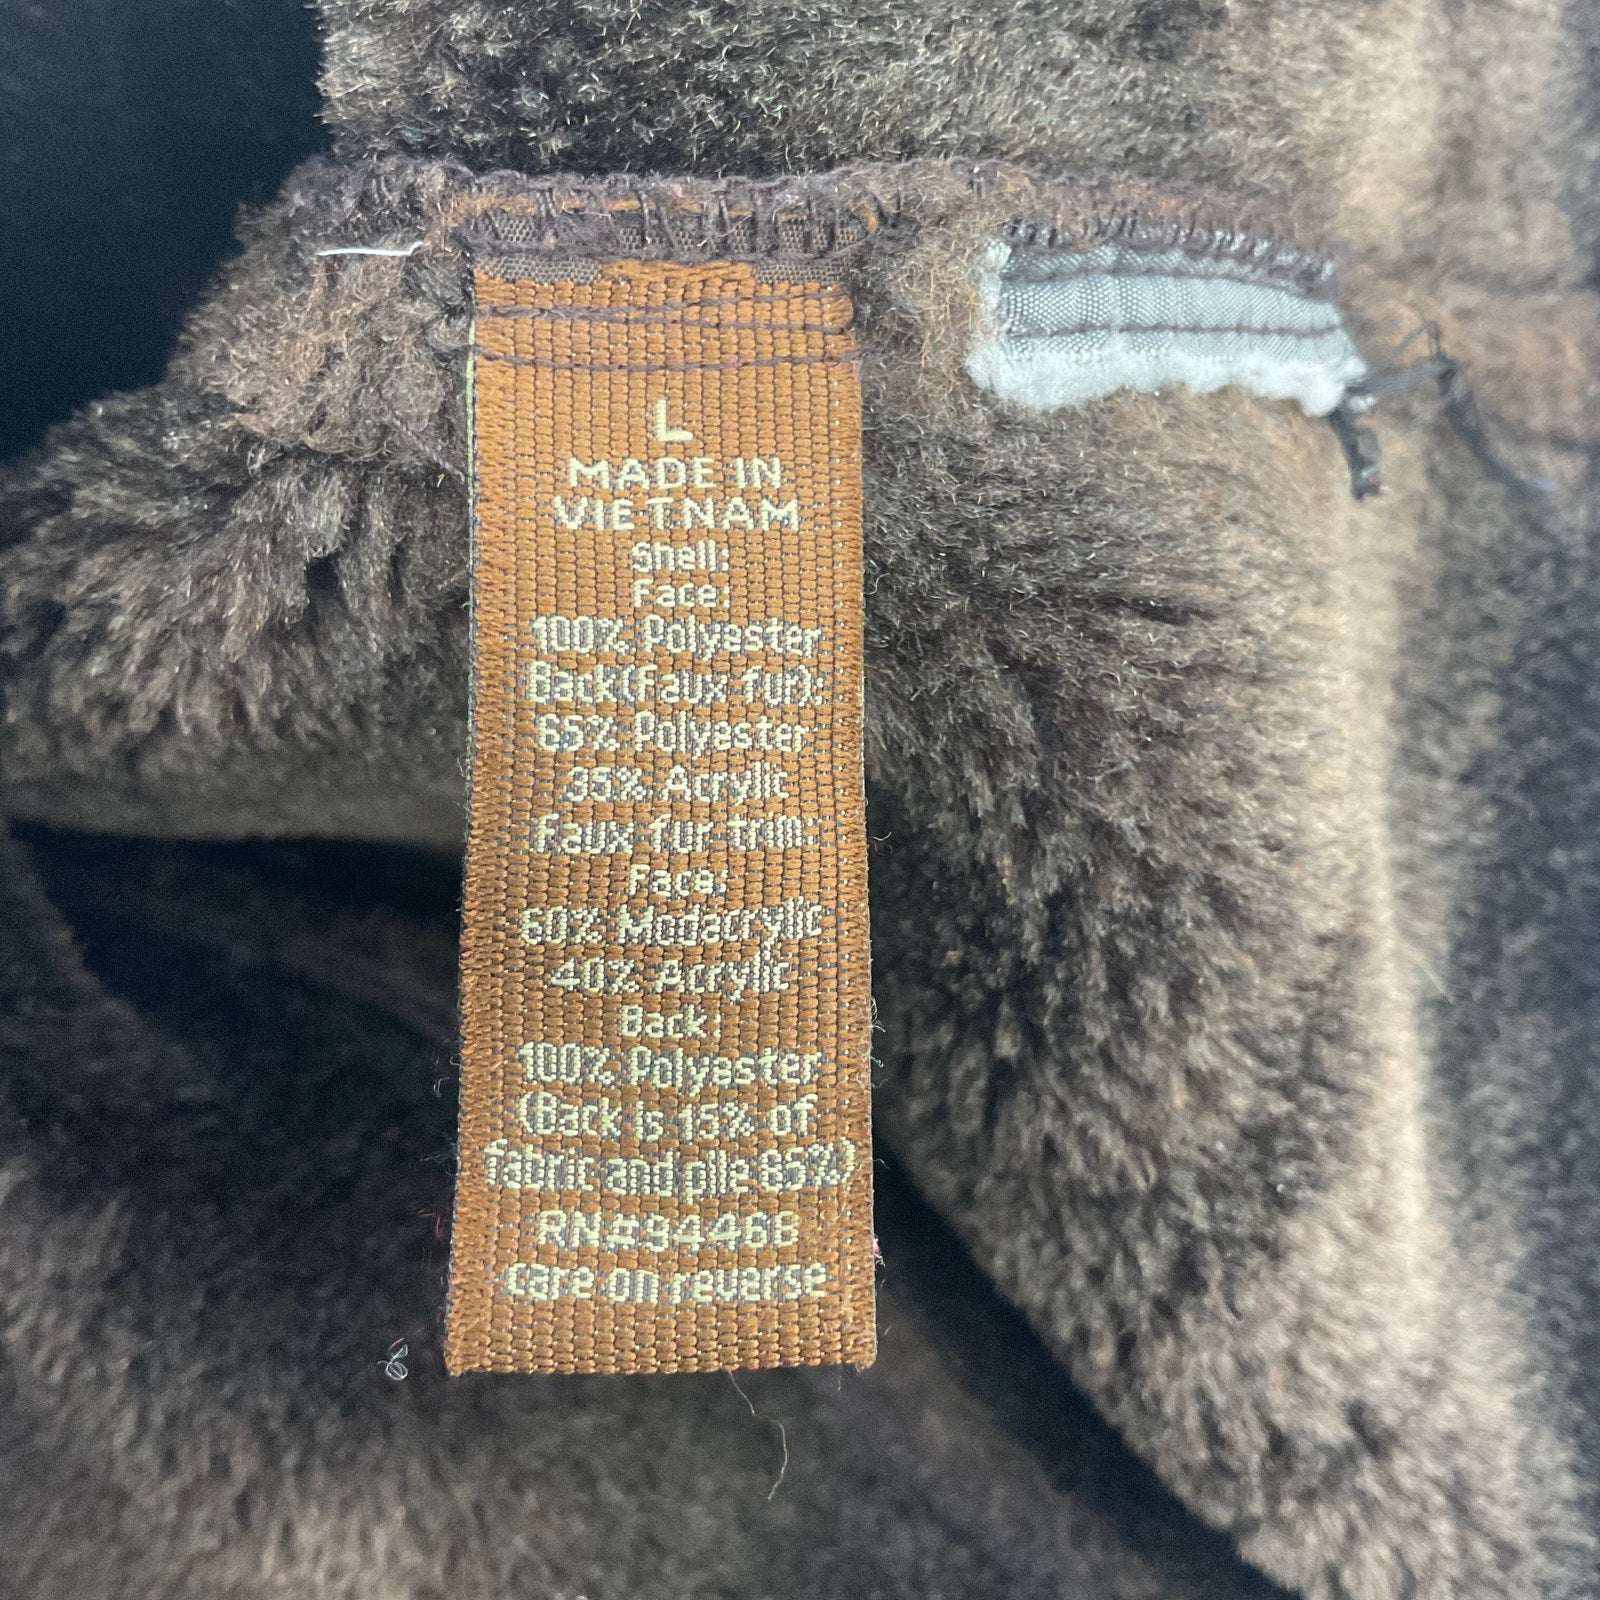 L
MADE IN
VIETNAM
Shell:
Face:
100% Polyester
Back(Faux fur):
65% Polyester
35% Acrylic
Faux fur trim:
Face:
60% Modacrylic
40% Acrylic
Back:
100% Polyester
(Back is 15% of
fabric and pile 85%)
RN#94468
care on reverse